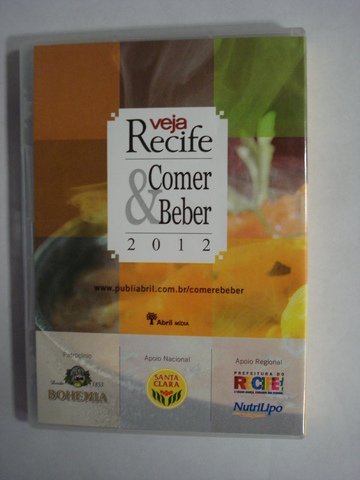 veja
Recife
& Comer
Beber
2012
www.publiabril.com.br/comerebeber
Abril MÍDIA
Patrocínio
BOHEMIA
Apoio Nacional
SANTA
CLARA
Apoio Regional
PREFEITURA DO
RECIFE
NutriLipo